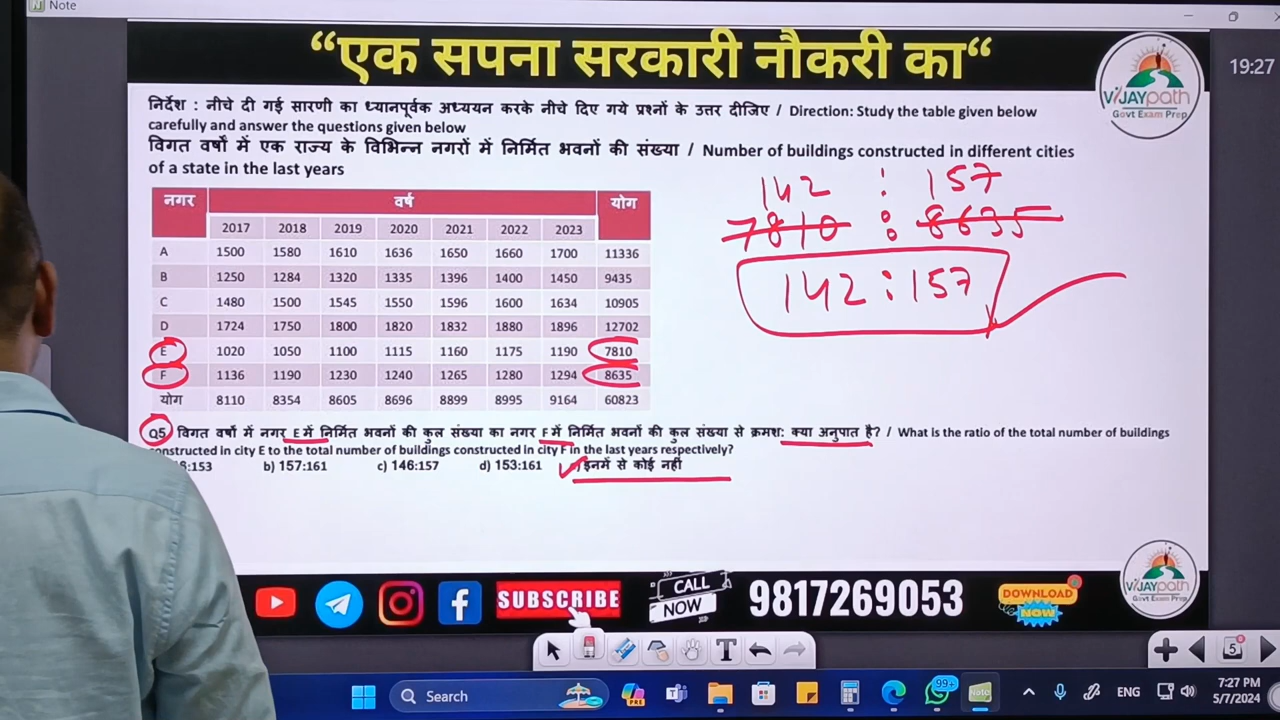 Note
“एक सपना सरकारी नौकरी का“
19:27
ViJAYpath
Govt Exam Prep
निर्देश : नीचे दी गई सारणी का ध्यानपूर्वक अध्ययन करके नीचे दिए गये प्रश्नों के उत्तर दीजिए / Direction: Study the table given below
carefully and answer the questions given below
विगत वर्षों में एक राज्य के विभिन्न नगरों में निर्मित भवनों की संख्या / Number of buildings constructed in different cities
of a state in the last years
142 : 157
7810 : 8635
142 : 157
नगर वर्ष योग
2017 2018 2019 2020 2021 2022 2023
A 1500 1580 1610 1636 1650 1660 1700 11336
B 1250 1284 1320 1335 1396 1400 1450 9435
C 1480 1500 1545 1550 1596 1600 1634 10905
D 1724 1750 1800 1820 1832 1880 1896 12702
E 1020 1050 1100 1115 1160 1175 1190 7810
F 1136 1190 1230 1240 1265 1280 1294 8635
योग 8110 8354 8605 8696 8899 8995 9164 60823
Q5 विगत वर्षों में नगर E में निर्मित भवनों की कुल संख्या का नगर F में निर्मित भवनों की कुल संख्या से क्रमश: क्या अनुपात है? / What is the ratio of the total number of buildings
constructed in city E to the total number of buildings constructed in city F in the last years respectively?
:153 b) 157:161 c) 146:157 d) 153:161 इनमें से कोई नहीं
ViJAYpath
Govt Exam Prep
SUBSCRIBE
CALL
NOW
9817269053
DOWNLOAD
NOW
T
5
Search
PRE
99+
Note
ENG
7:27 PM
5/7/2024